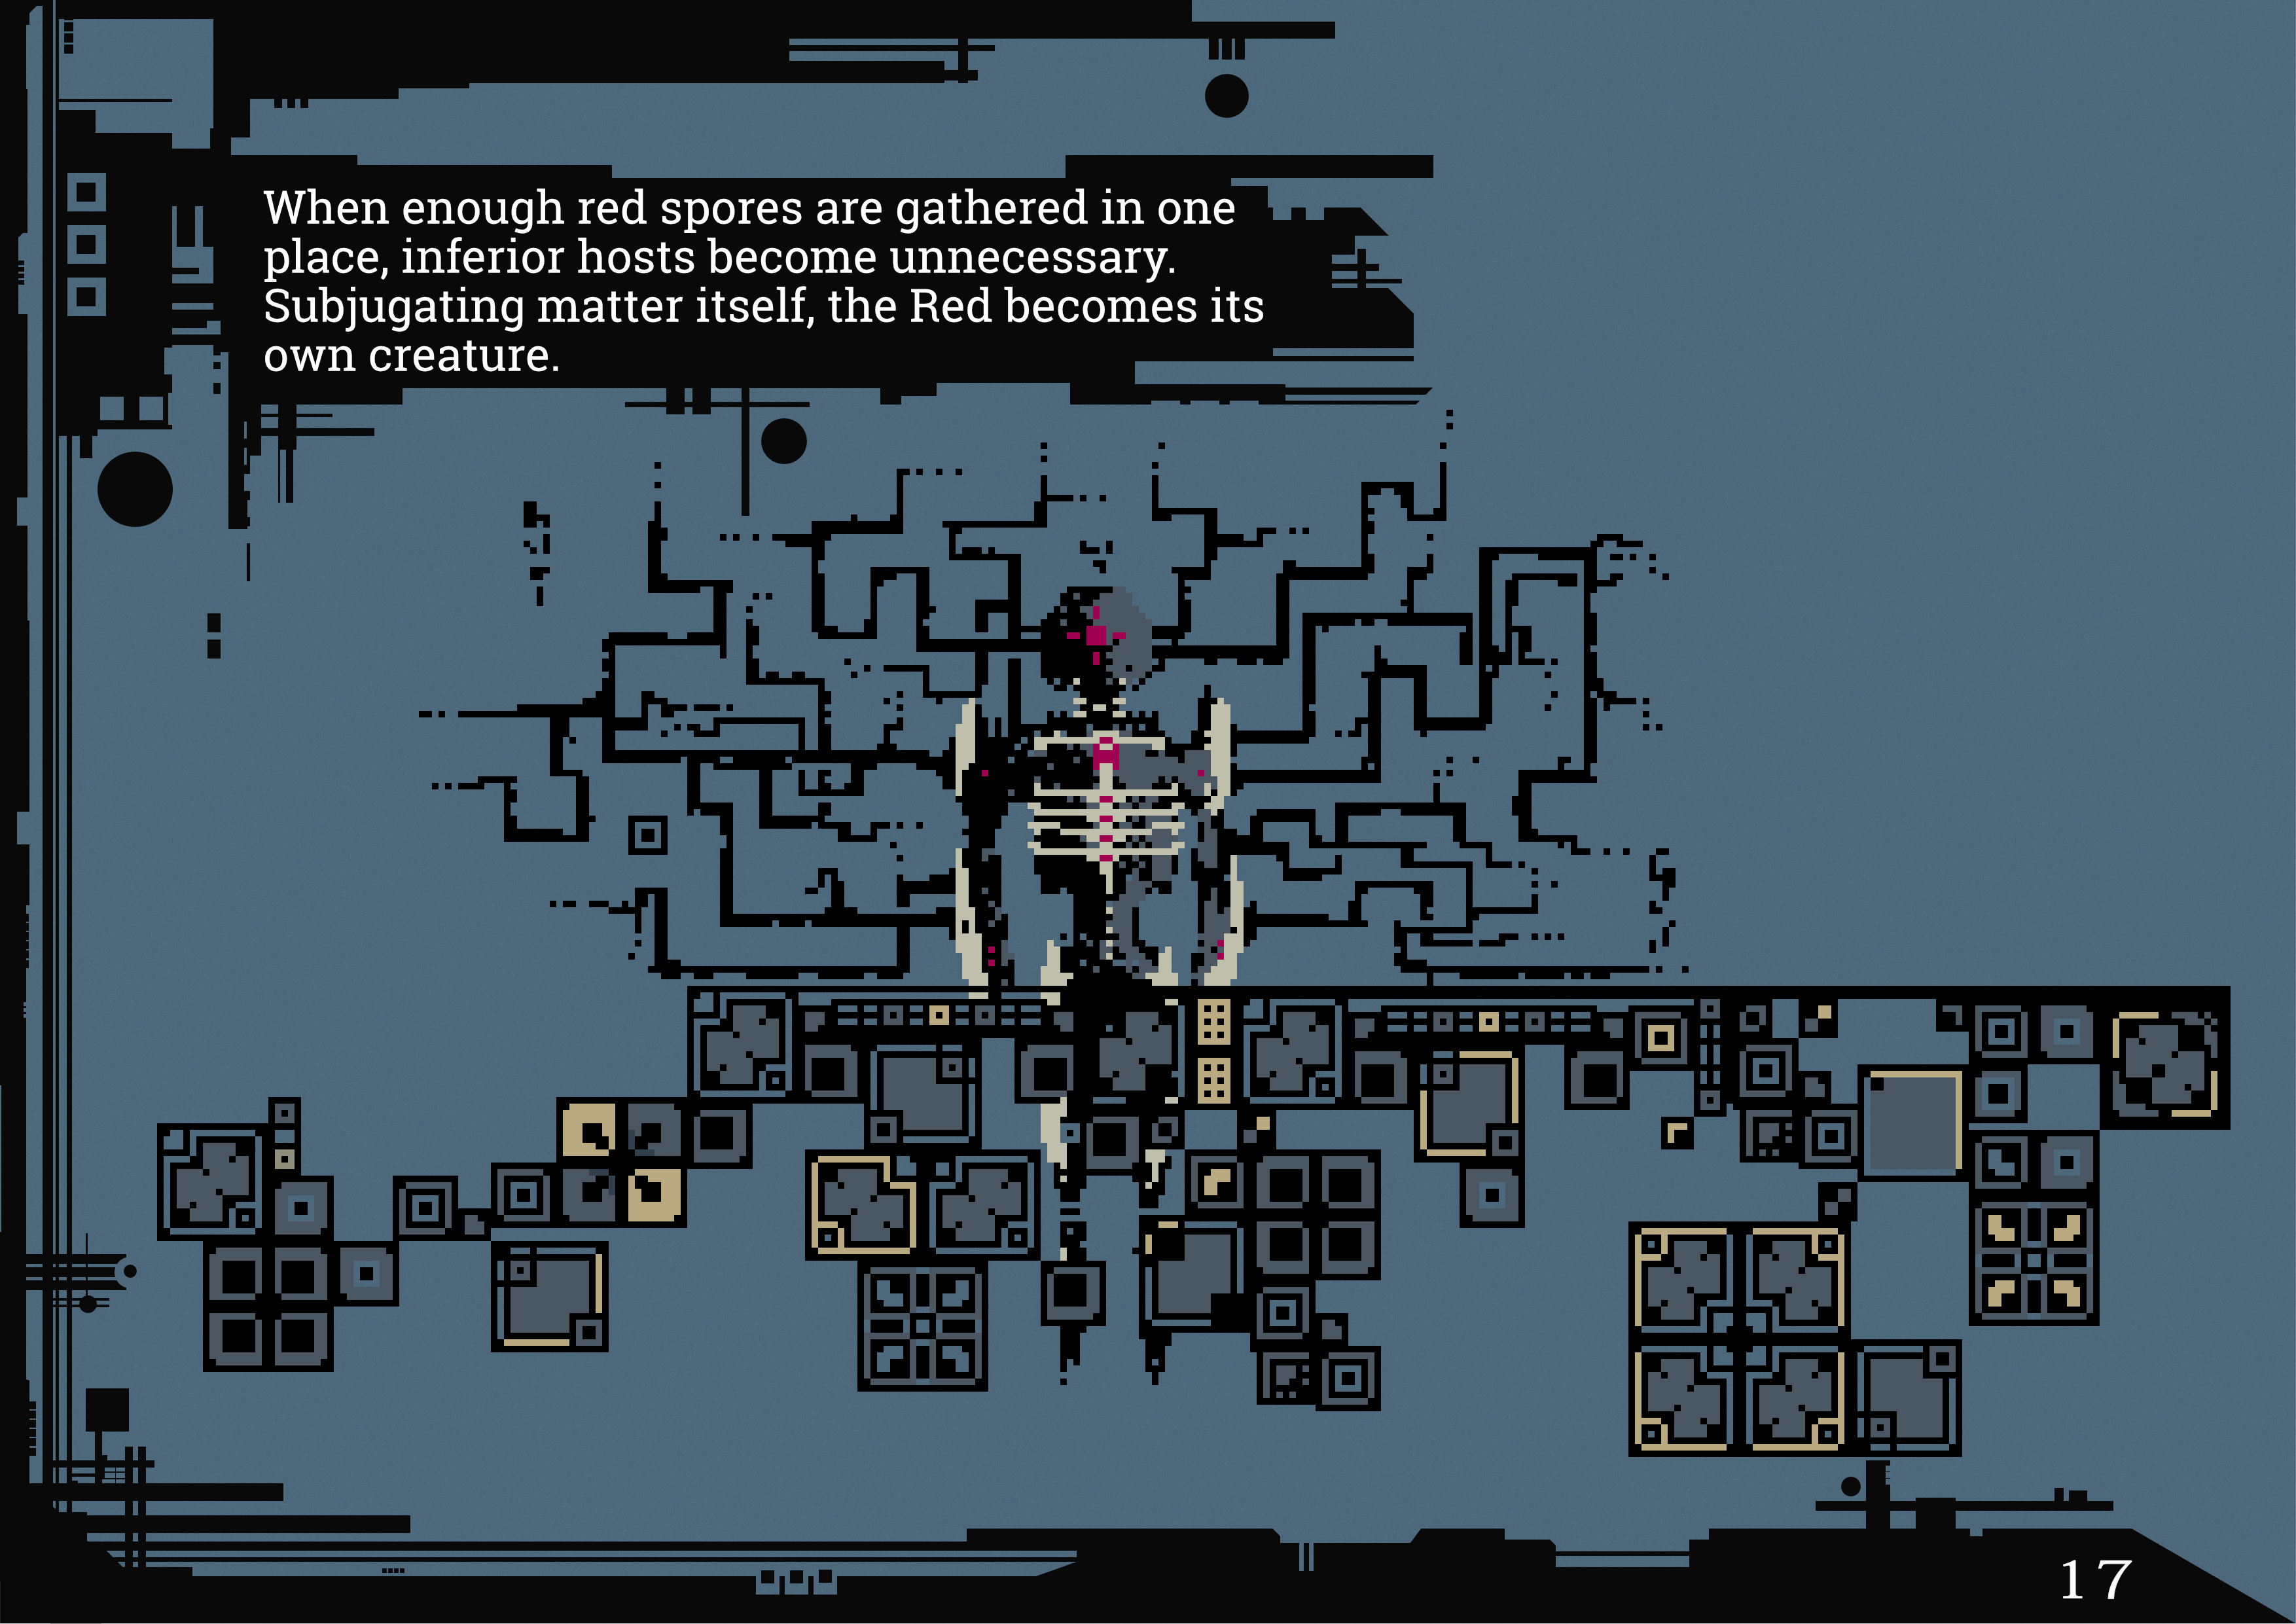 When enough red spores are gathered in one
place, inferior hosts become unnecessary.
Subjugating matter itself, the Red becomes its
own creature.
17